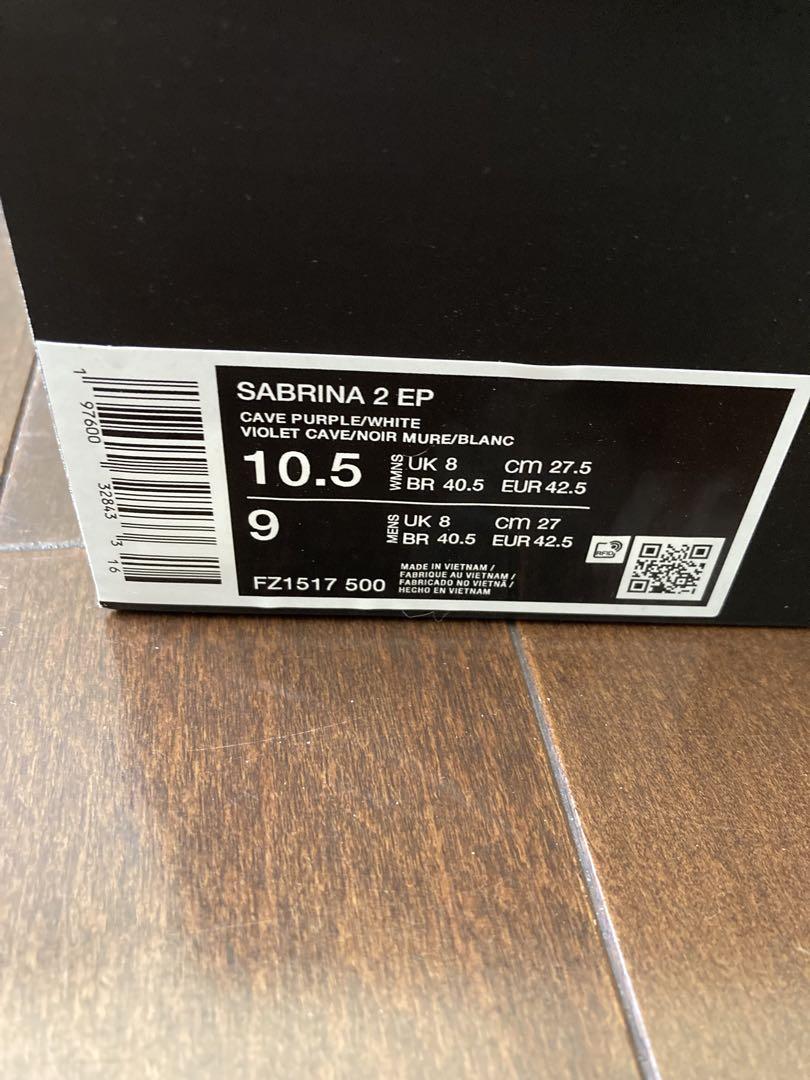 SABRINA 2 EP
CAVE PURPLE/WHITE
VIOLET CAVE/NOIR MURE/BLANC
10.5 WMNS UK 8 cm 27.5
BR 40.5 EUR 42.5
9 MENS UK 8 cm 27
BR 40.5 EUR 42.5
RFID
FZ1517 500
MADE IN VIETNAM /
FABRIQUE AU VIETNAM /
FABRICADO NO VIETNÃ /
HECHO EN VIETNAM
1 97600 32843 3 16